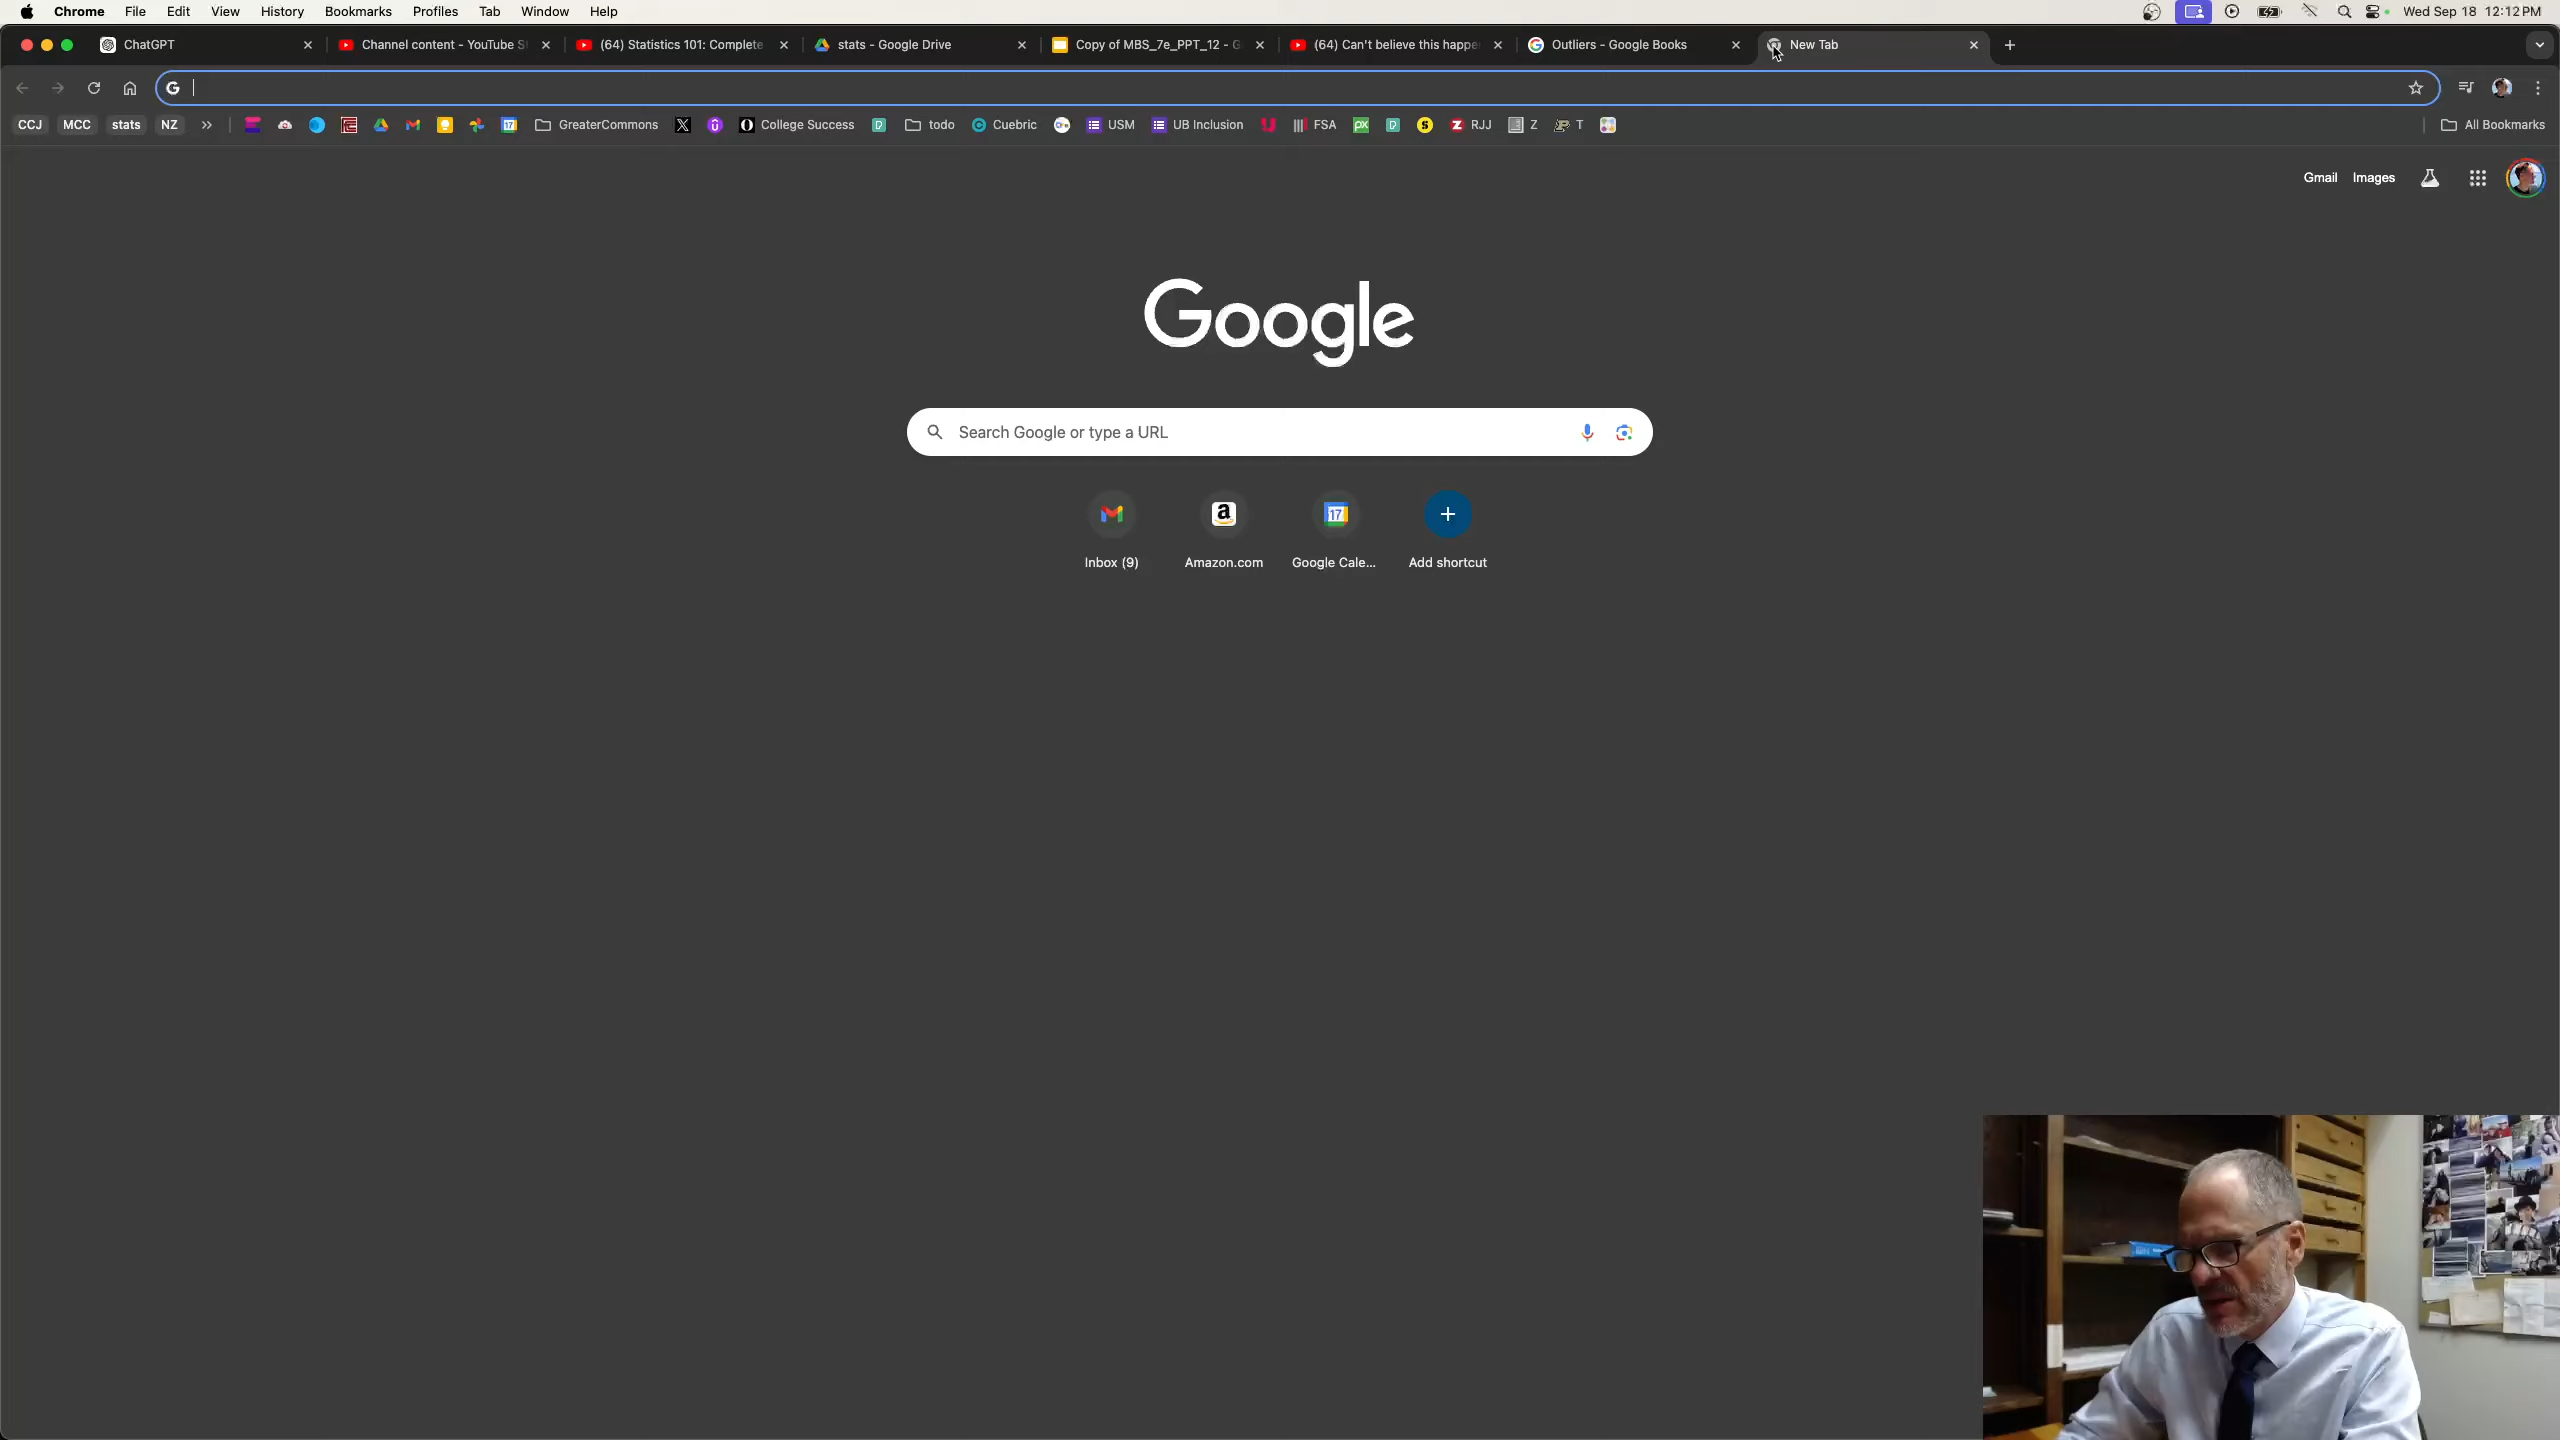 Chrome File Edit View History Bookmarks Profiles Tab Window Help Wed Sep 18 12:12 PM
ChatGPT Channel content - YouTube S (64) Statistics 101: Complete stats - Google Drive Copy of MBS_7e_PPT_12 - G (64) Can't believe this happe Outliers - Google Books New Tab
CCJ MCC stats NZ » GreaterCommons College Success todo Cuebric USM UB Inclusion FSA RJJ Z T All Bookmarks
Gmail Images
Google
Search Google or type a URL
Inbox (9) Amazon.com Google Cale... Add shortcut